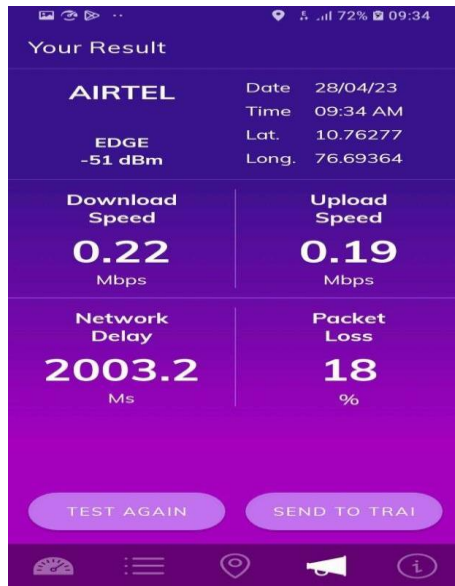 72% 09:34
Your Result
AIRTEL
EDGE
-51 dBm
Date 28/04/23
Time 09:34 AM
Lat. 10.76277
Long. 76.69364
Download
Speed
0.22
Mbps
Upload
Speed
0.19
Mbps
Network
Delay
2003.2
Ms
Packet
Loss
18
%
TEST AGAIN
SEND TO TRAI